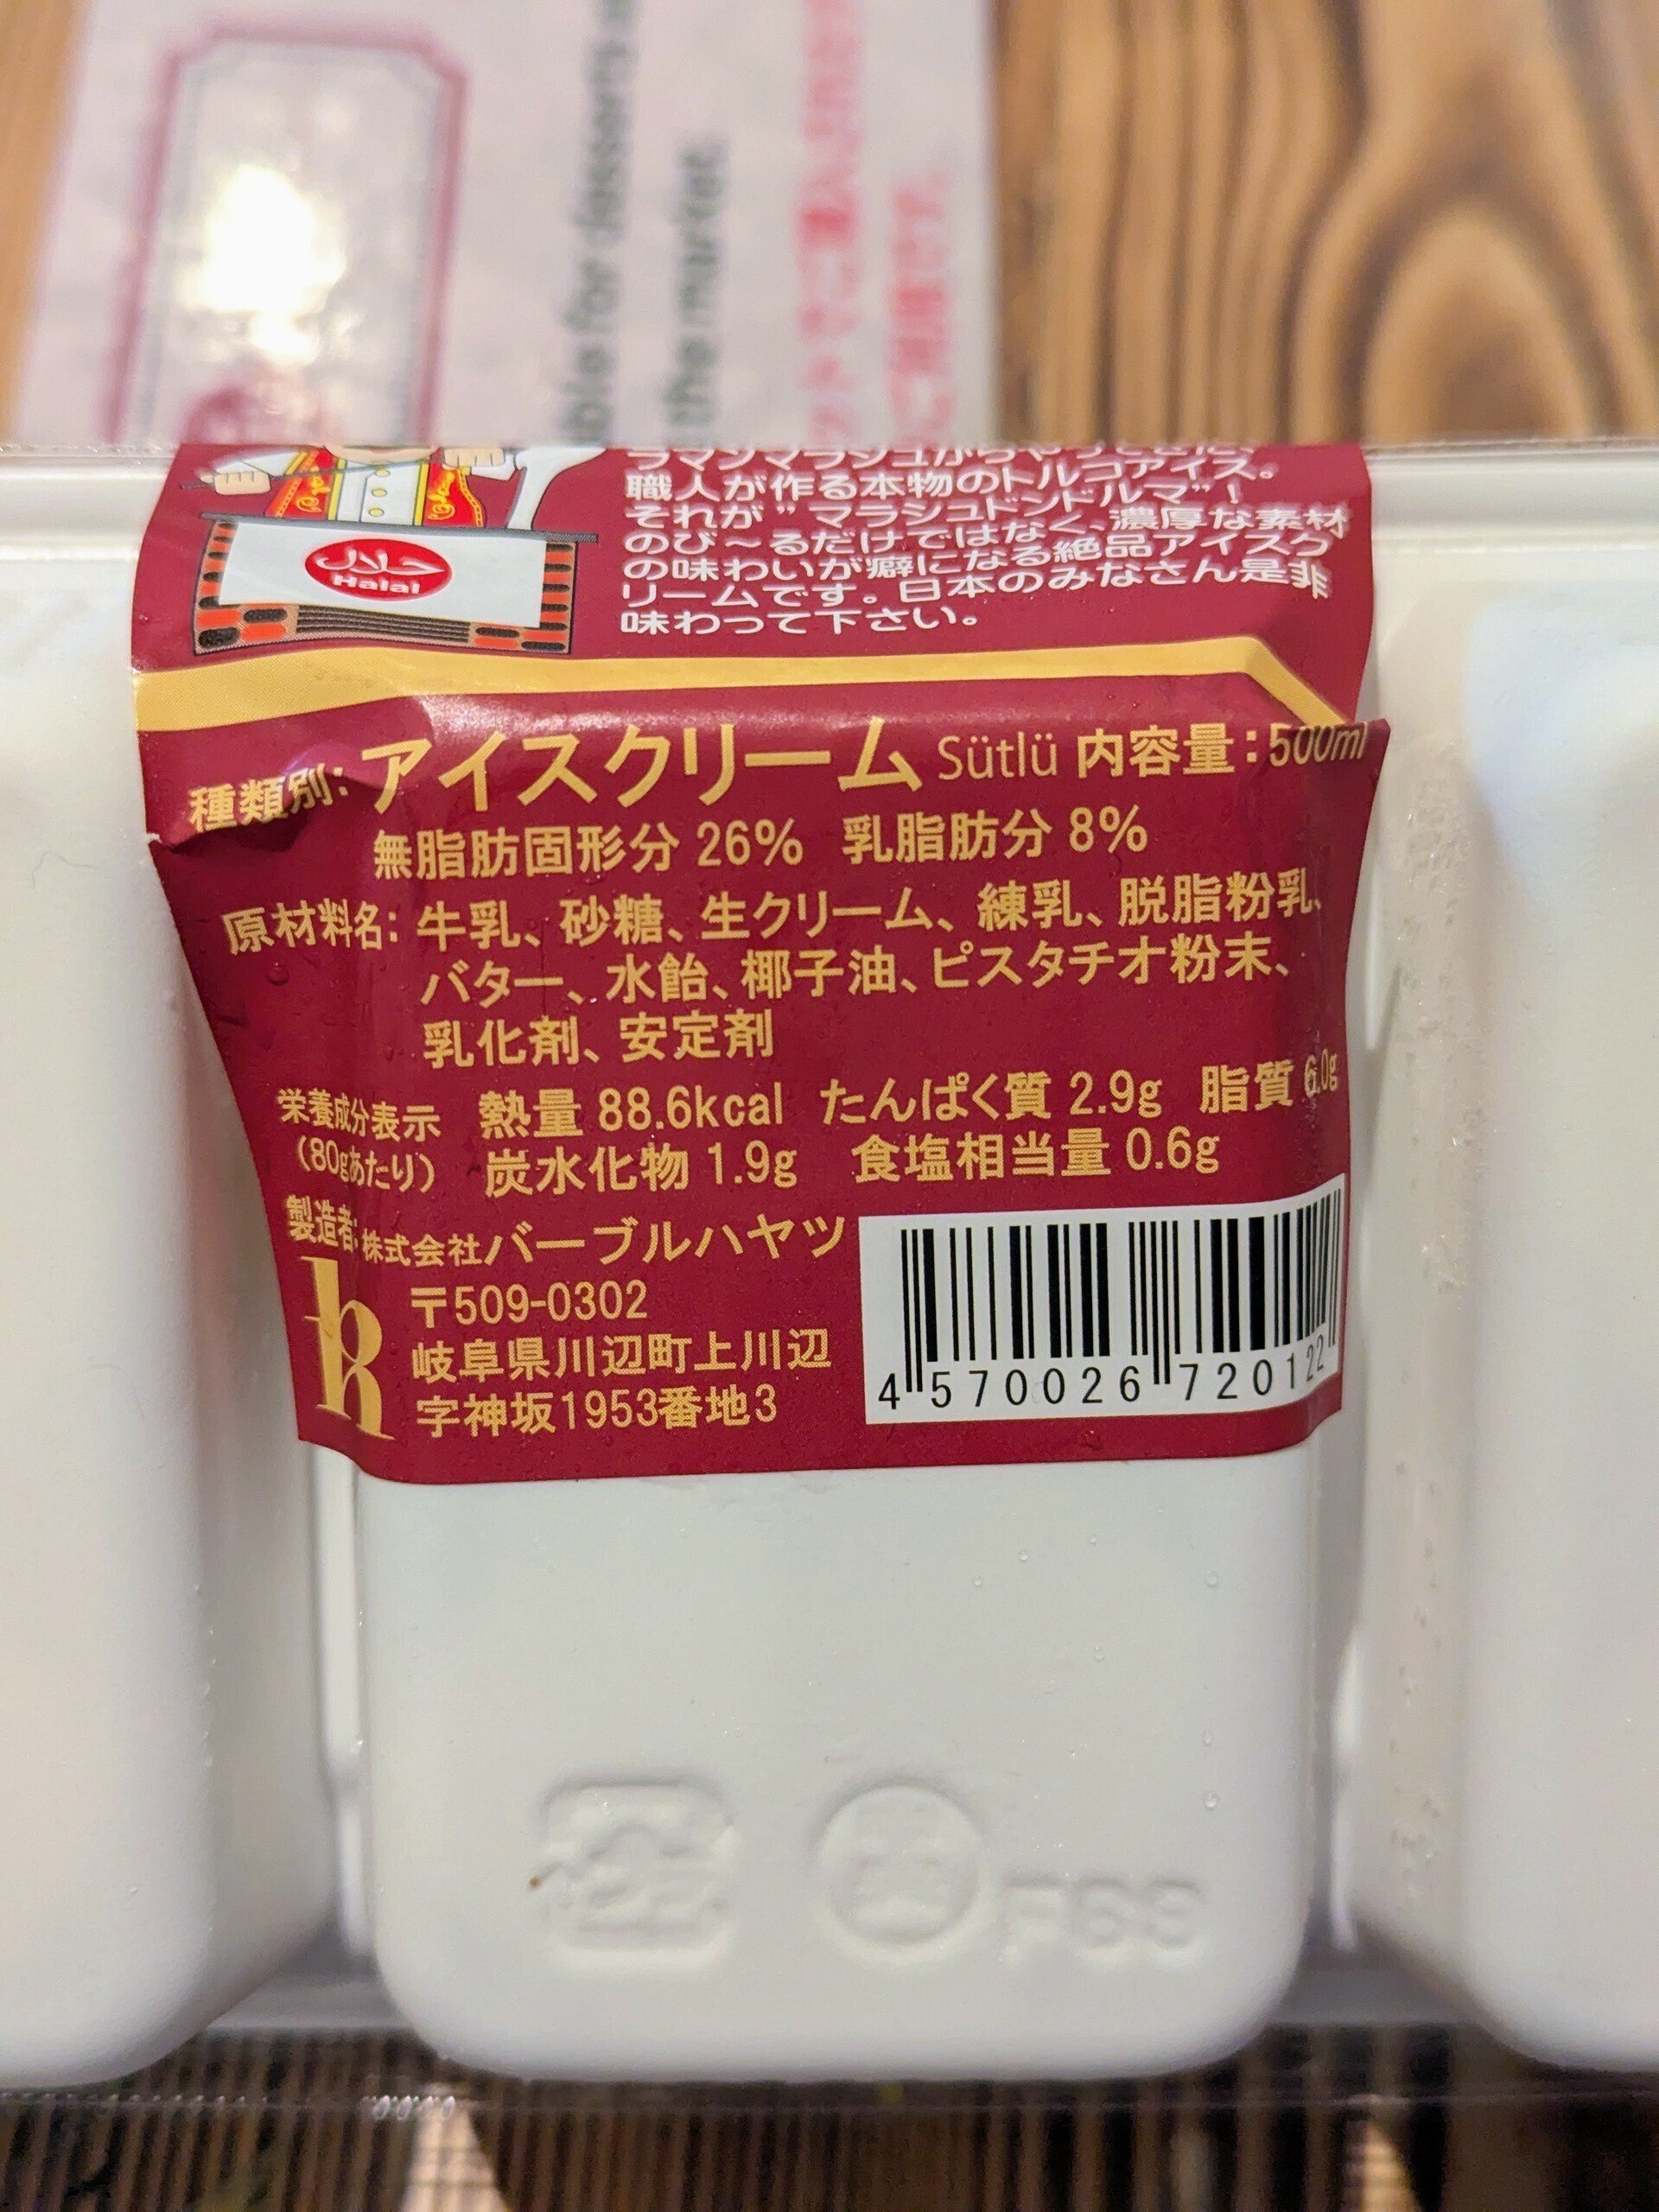 職人が作る本物のトルコアイス。
それが"マラシュドンドルマ"！
のび～るだけではなく、濃厚な素材
の味わいが癖になる絶品アイスク
リームです。日本のみなさん是非
味わって下さい。
حلال
Halal
種類別：アイスクリーム Sütlü 内容量：500ml
無脂肪固形分 26% 乳脂肪分 8%
原材料名：牛乳、砂糖、生クリーム、練乳、脱脂粉乳、
バター、水飴、椰子油、ピスタチオ粉末、
乳化剤、安定剤
栄養成分表示 熱量 88.6kcal たんぱく質 2.9g 脂質 6.0g
（80gあたり） 炭水化物 1.9g 食塩相当量 0.6g
製造者：株式会社バーブルハヤツ
〒509-0302
岐阜県川辺町上川辺
字神坂1953番地3
4 570026 720122
for desserts
the market.